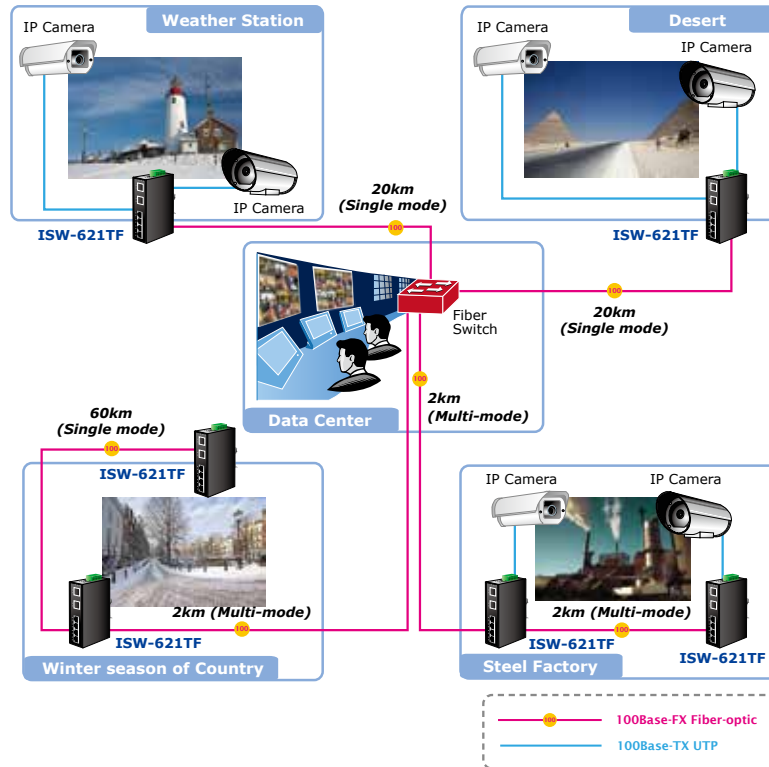 Weather Station
IP Camera
IP Camera
ISW-621TF
Desert
IP Camera
IP Camera
ISW-621TF
20km
(Single mode)
100
100
20km
(Single mode)
Fiber
Switch
100
2km
(Multi-mode)
Data Center
60km
(Single mode)
100
ISW-621TF
2km (Multi-mode)
100
ISW-621TF
Winter season of Country
IP Camera
IP Camera
2km (Multi-mode)
100
ISW-621TF
ISW-621TF
Steel Factory
100
100Base-FX Fiber-optic
100Base-TX UTP